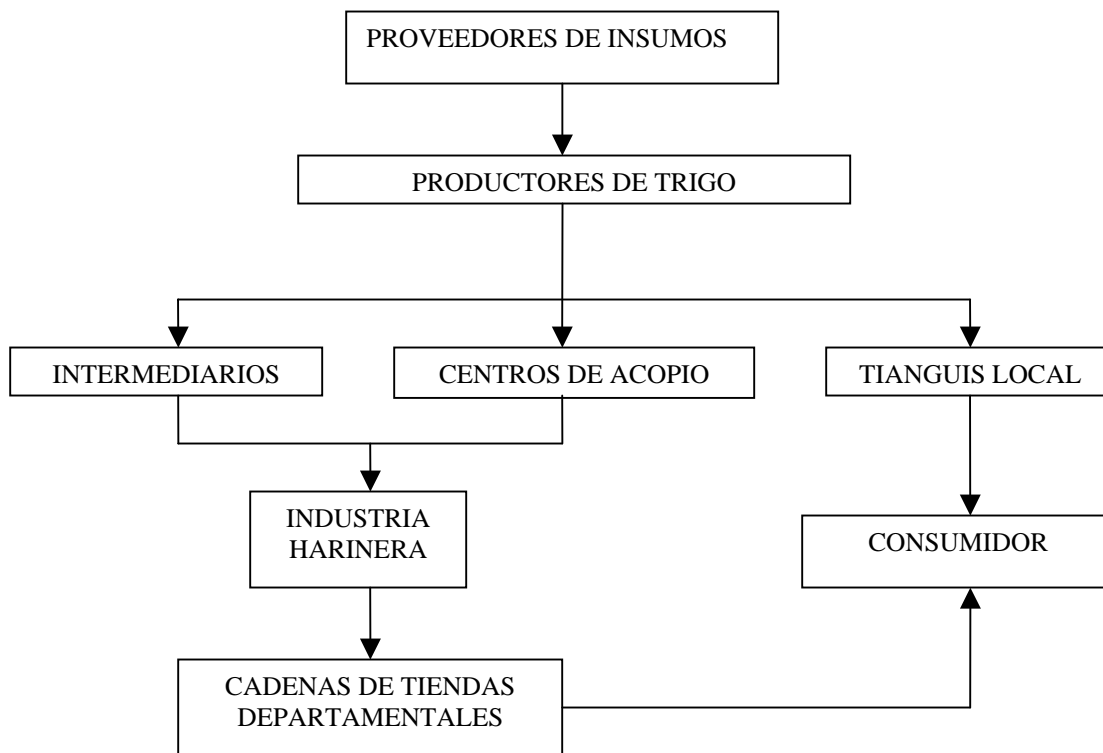 PROVEEDORES DE INSUMOS
PRODUCTORES DE TRIGO
INTERMEDIARIOS
CENTROS DE ACOPIO
TIANGUIS LOCAL
INDUSTRIA
HARINERA
CONSUMIDOR
CADENAS DE TIENDAS
DEPARTAMENTALES